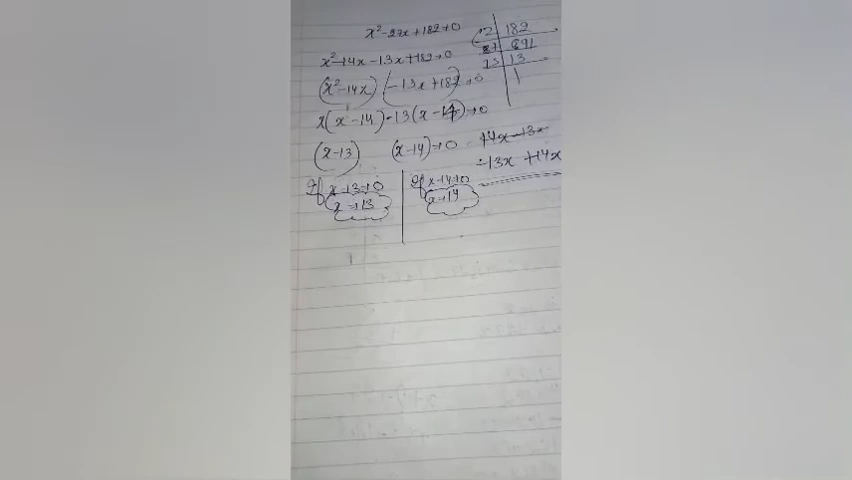 x²-27x+182=0
x²-14x-13x+182=0
(x²-14x) (-13x+182)=0
x(x-14)-13(x-14)=0
(x-13) (x-14)=0
If x-13=0
x=13
If x-14=0
x=14
2 182
7 91
13 13
1
+4x-13x
-13x +14x